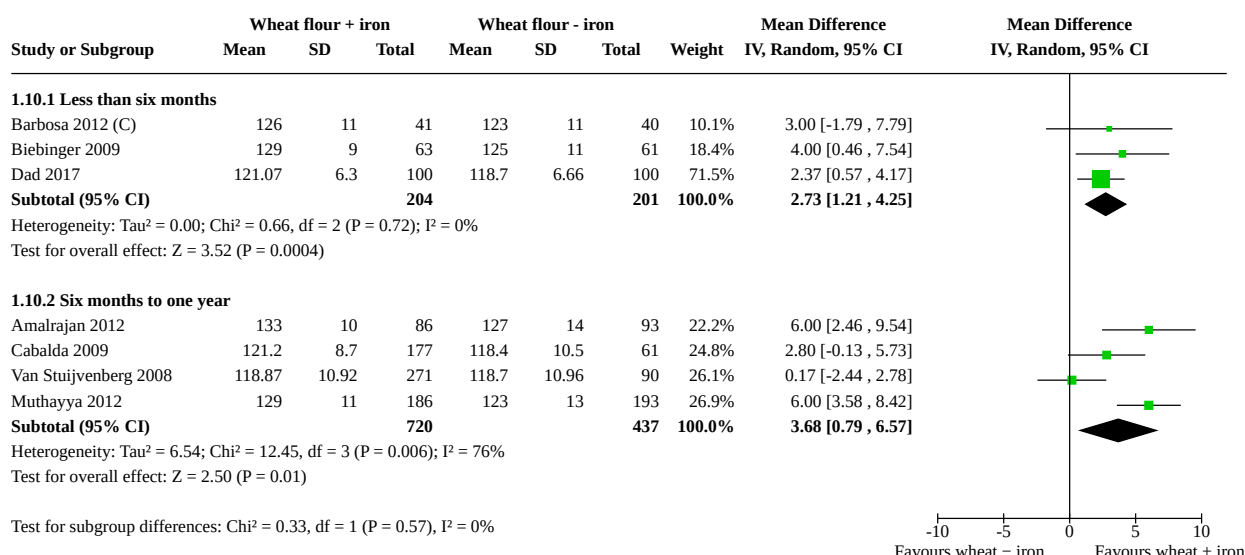 Wheat flour + iron Wheat flour - iron Mean Difference Mean Difference
Study or Subgroup Mean SD Total Mean SD Total Weight IV, Random, 95% CI IV, Random, 95% CI
1.10.1 Less than six months
Barbosa 2012 (C) 126 11 41 123 11 40 10.1% 3.00 [-1.79 , 7.79]
Biebinger 2009 129 9 63 125 11 61 18.4% 4.00 [0.46 , 7.54]
Dad 2017 121.07 6.3 100 118.7 6.66 100 71.5% 2.37 [0.57 , 4.17]
Subtotal (95% CI) 204 201 100.0% 2.73 [1.21 , 4.25]
Heterogeneity: Tau² = 0.00; Chi² = 0.66, df = 2 (P = 0.72); I² = 0%
Test for overall effect: Z = 3.52 (P = 0.0004)
1.10.2 Six months to one year
Amalrajan 2012 133 10 86 127 14 93 22.2% 6.00 [2.46 , 9.54]
Cabalda 2009 121.2 8.7 177 118.4 10.5 61 24.8% 2.80 [-0.13 , 5.73]
Van Stuijvenberg 2008 118.87 10.92 271 118.7 10.96 90 26.1% 0.17 [-2.44 , 2.78]
Muthayya 2012 129 11 186 123 13 193 26.9% 6.00 [3.58 , 8.42]
Subtotal (95% CI) 720 437 100.0% 3.68 [0.79 , 6.57]
Heterogeneity: Tau² = 6.54; Chi² = 12.45, df = 3 (P = 0.006); I² = 76%
Test for overall effect: Z = 2.50 (P = 0.01)
Test for subgroup differences: Chi² = 0.33, df = 1 (P = 0.57), I² = 0%
-10 -5 0 5 10
Favours wheat − iron Favours wheat + iron